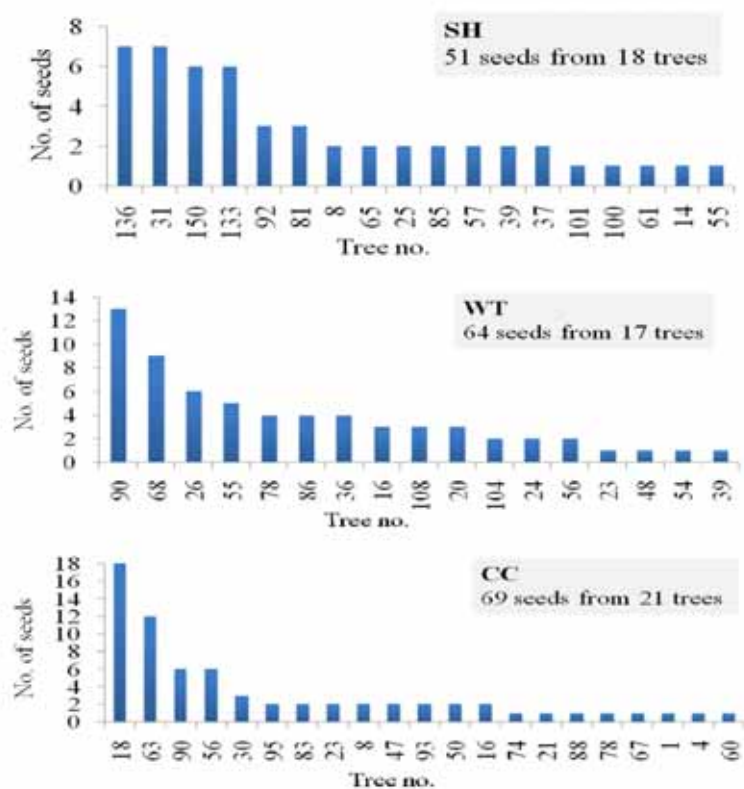 SH
51 seeds from 18 trees
No. of seeds
8
6
4
2
0
136 31 150 133 92 81 8 65 25 85 57 39 37 101 100 61 14 55
Tree no.
WT
64 seeds from 17 trees
No. of seeds
14
12
10
8
6
4
2
0
90 68 26 55 78 86 36 16 108 20 104 24 56 23 48 54 39
Tree no.
CC
69 seeds from 21 trees
No. of seeds
18
16
14
12
10
8
6
4
2
0
18 63 90 56 30 95 83 23 8 47 93 50 16 74 21 88 78 67 1 4 60
Tree no.